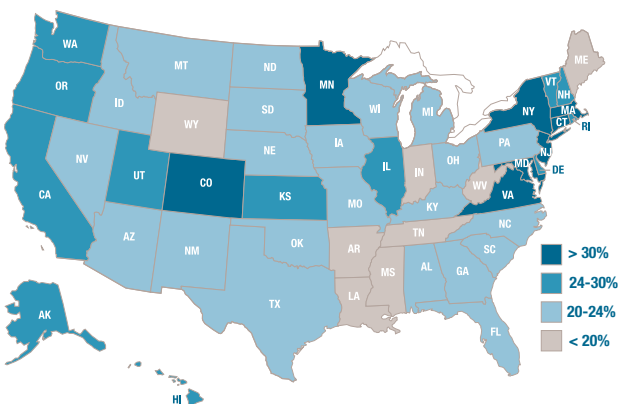 WA
MT
ND
MN
ME
VT
NH
OR
ID
SD
WI
MI
NY
MA
CT
RI
WY
NV
NE
IA
PA
NJ
UT
CO
IL
IN
OH
MD
DE
CA
KS
MO
WV
VA
KY
AZ
NM
OK
AR
TN
NC
SC
MS
AL
GA
TX
LA
FL
AK
HI
> 30%
24-30%
20-24%
< 20%